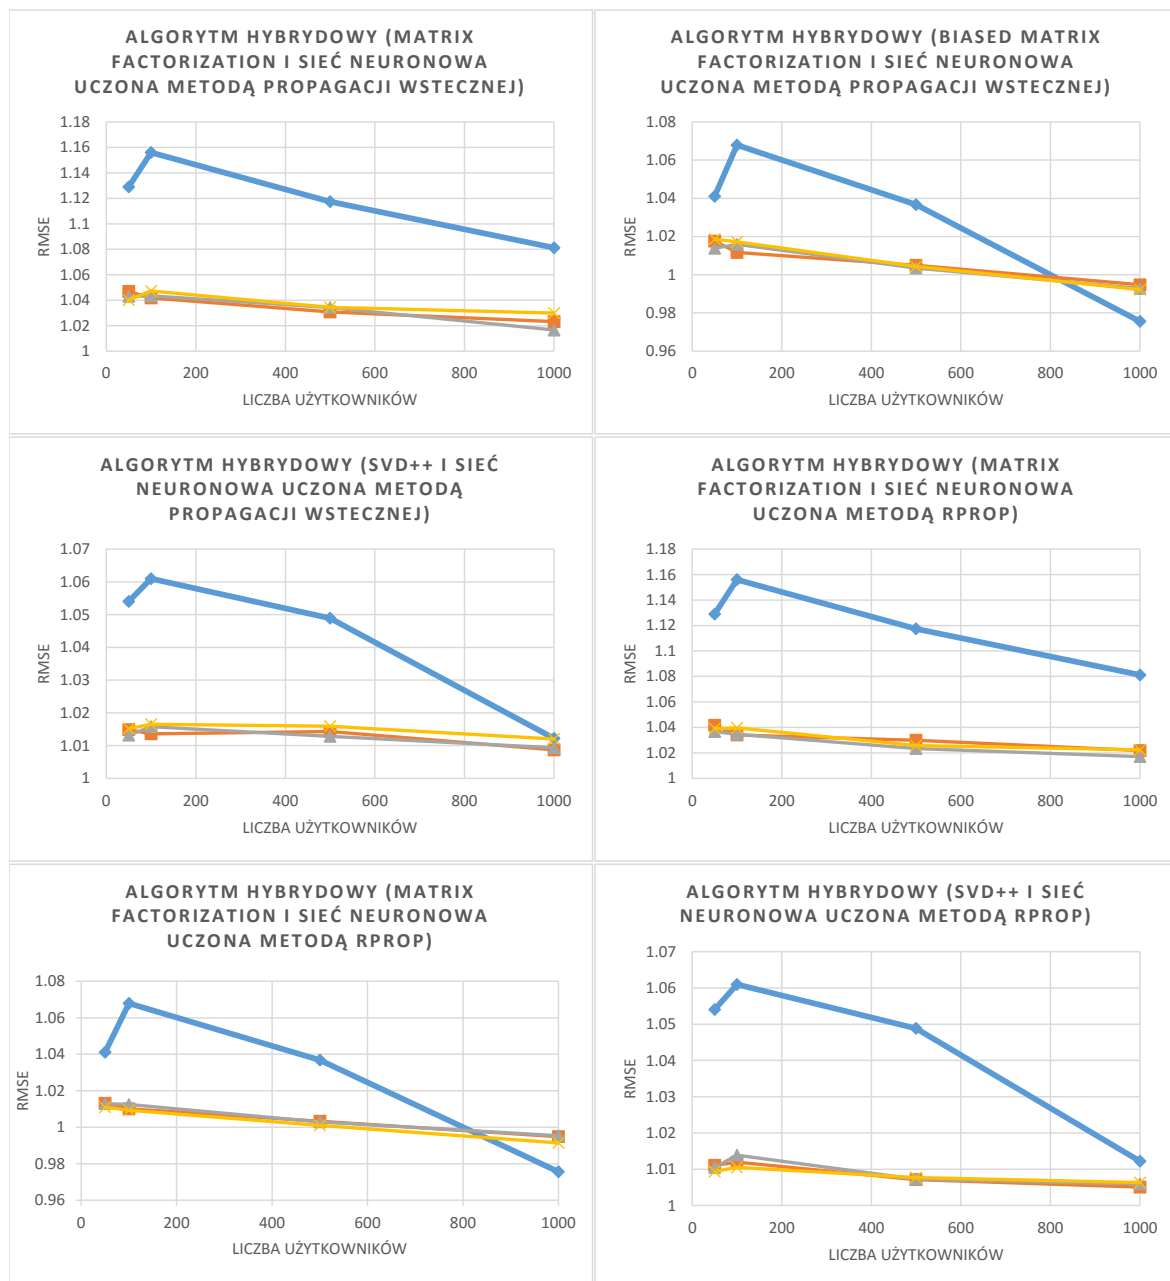 ALGORYTM HYBRYDOWY (MATRIX
FACTORIZATION I SIEĆ NEURONOWA
UCZONA METODĄ PROPAGACJI WSTECZNEJ)
1.18
1.16
1.14
1.12
1.1
1.08
1.06
1.04
1.02
1
RMSE
0 200 400 600 800 1000
LICZBA UŻYTKOWNIKÓW
ALGORYTM HYBRYDOWY (BIASED MATRIX
FACTORIZATION I SIEĆ NEURONOWA
UCZONA METODĄ PROPAGACJI WSTECZNEJ)
1.08
1.06
1.04
1.02
1
0.98
0.96
RMSE
0 200 400 600 800 1000
LICZBA UŻYTKOWNIKÓW
ALGORYTM HYBRYDOWY (SVD++ I SIEĆ
NEURONOWA UCZONA METODĄ
PROPAGACJI WSTECZNEJ)
1.07
1.06
1.05
1.04
1.03
1.02
1.01
1
RMSE
0 200 400 600 800 1000
LICZBA UŻYTKOWNIKÓW
ALGORYTM HYBRYDOWY (MATRIX
FACTORIZATION I SIEĆ NEURONOWA
UCZONA METODĄ RPROP)
1.18
1.16
1.14
1.12
1.1
1.08
1.06
1.04
1.02
1
RMSE
0 200 400 600 800 1000
LICZBA UŻYTKOWNIKÓW
ALGORYTM HYBRYDOWY (MATRIX
FACTORIZATION I SIEĆ NEURONOWA
UCZONA METODĄ RPROP)
1.08
1.06
1.04
1.02
1
0.98
0.96
RMSE
0 200 400 600 800 1000
LICZBA UŻYTKOWNIKÓW
ALGORYTM HYBRYDOWY (SVD++ I SIEĆ
NEURONOWA UCZONA METODĄ RPROP)
1.07
1.06
1.05
1.04
1.03
1.02
1.01
1
RMSE
0 200 400 600 800 1000
LICZBA UŻYTKOWNIKÓW